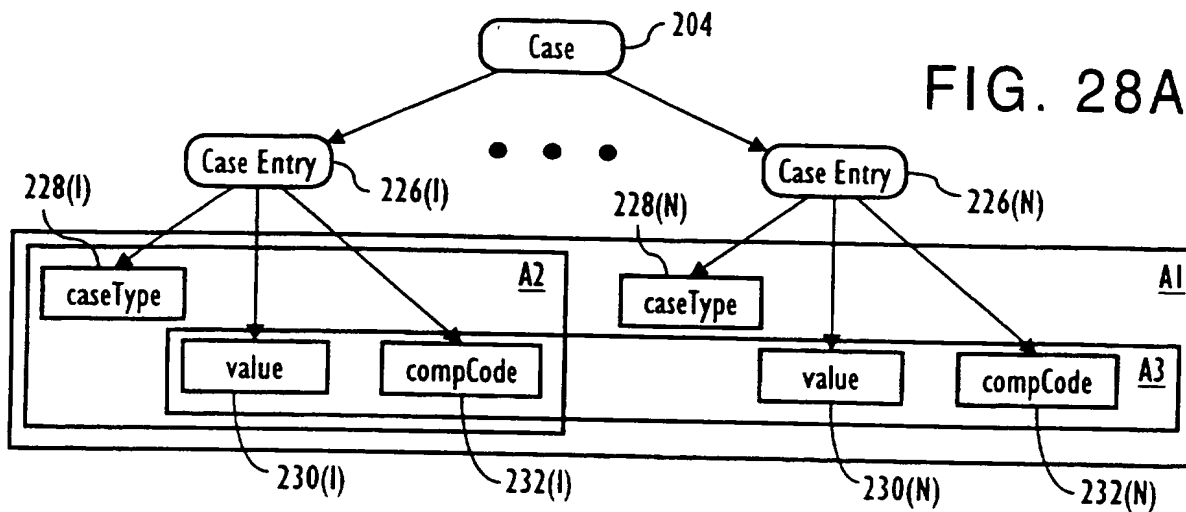 Case
204
FIG. 28A
Case Entry
226(I)
228(I)
Case Entry
226(N)
228(N)
A2
A1
caseType
caseType
value
compCode
value
compCode
A3
230(I)
232(I)
230(N)
232(N)